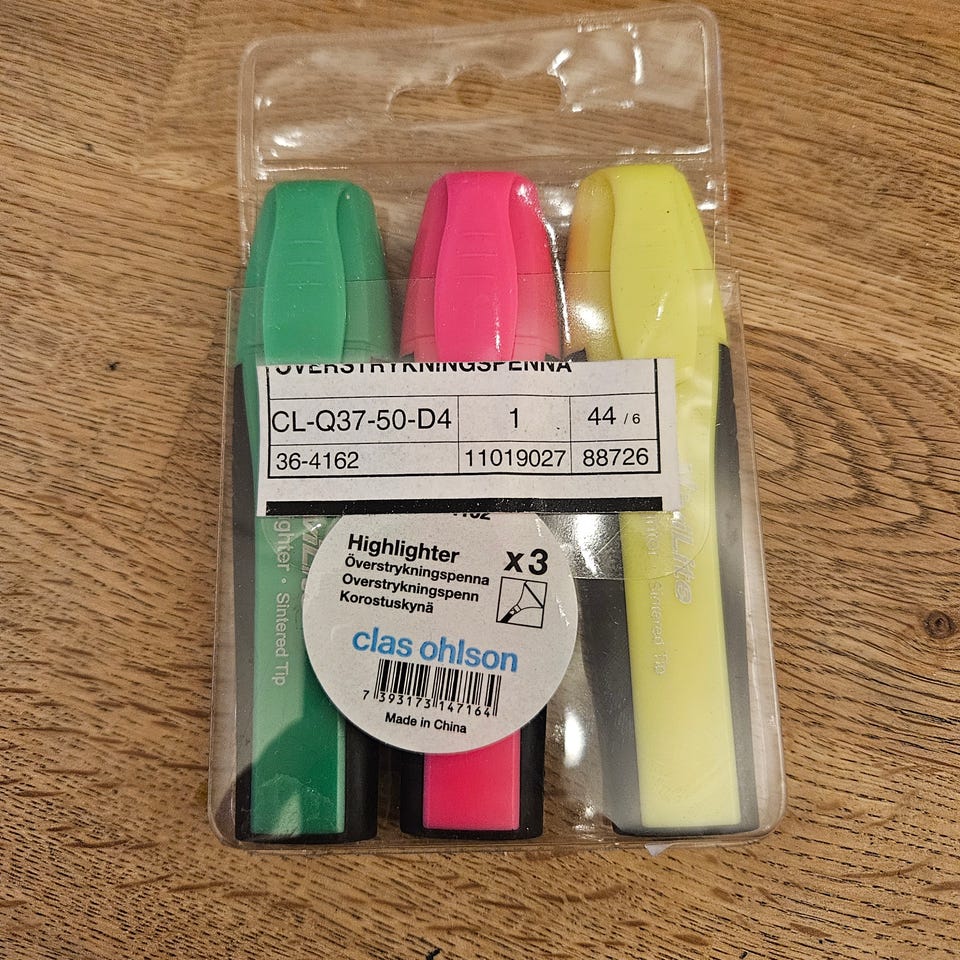 ÖVERSTRYKNINGSPENNA
CL-Q37-50-D4 1 44 / 6
36-4162 11019027 88726
Highlighter
x3
Överstrykningspenna
Overstrykningspenn
Korostuskynä
clas ohlson
7 393173 147164
Made in China
Sintered Tip
Sintered Tip